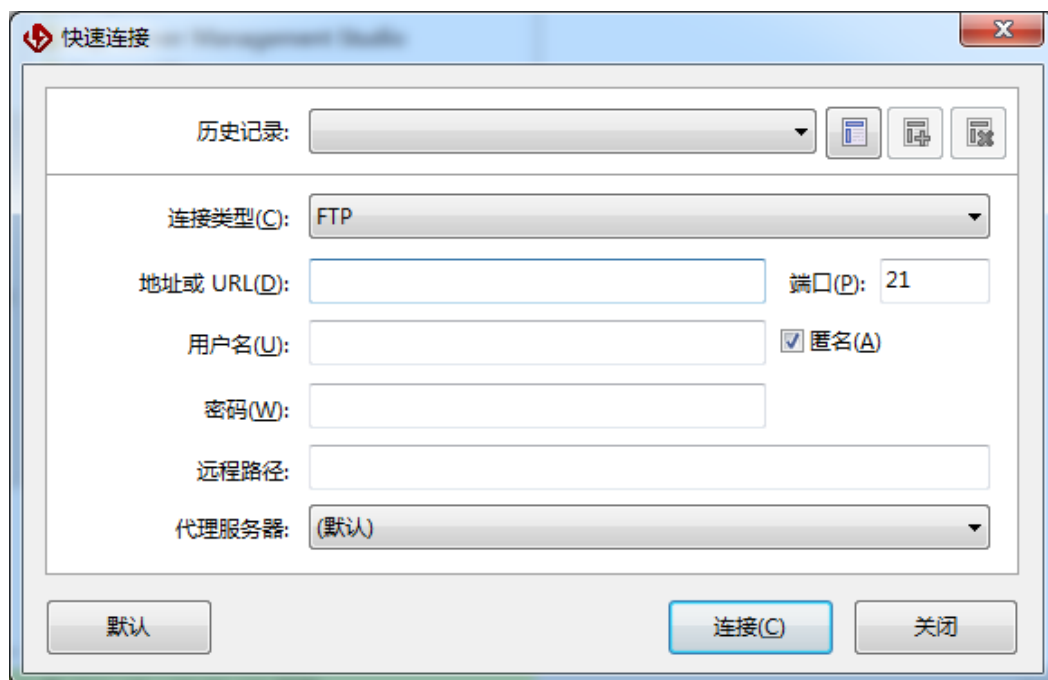 快速连接
历史记录:
连接类型(C): FTP
地址或 URL(D): 端口(P): 21
用户名(U): 匿名(A)
密码(W):
远程路径:
代理服务器: (默认)
默认 连接(C) 关闭